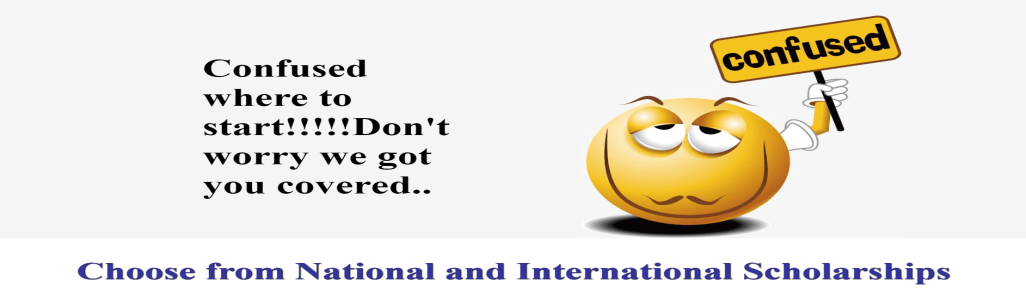 Confused
where to
start!!!!!Don't
worry we got
you covered..
confused
Choose from National and International Scholarships